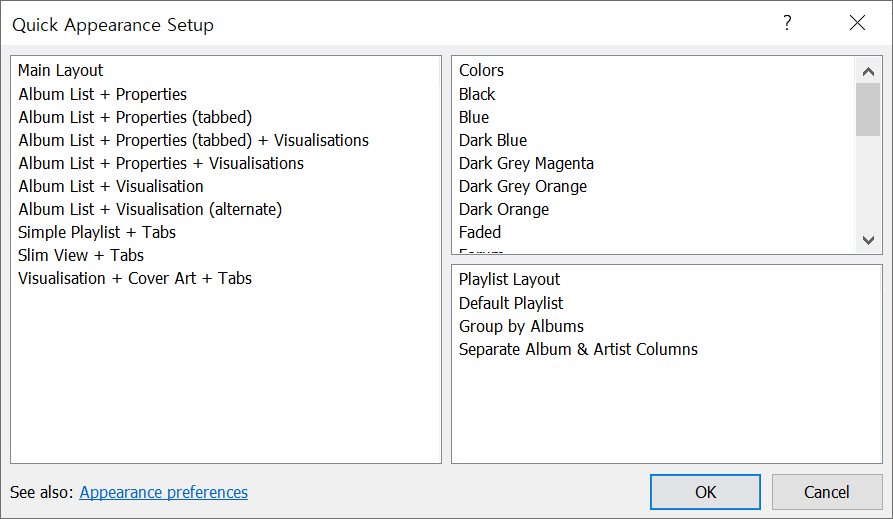 Quick Appearance Setup
?
Main Layout
Album List + Properties
Album List + Properties (tabbed)
Album List + Properties (tabbed) + Visualisations
Album List + Properties + Visualisations
Album List + Visualisation
Album List + Visualisation (alternate)
Simple Playlist + Tabs
Slim View + Tabs
Visualisation + Cover Art + Tabs
Colors
Black
Blue
Dark Blue
Dark Grey Magenta
Dark Grey Orange
Dark Orange
Faded
Playlist Layout
Default Playlist
Group by Albums
Separate Album & Artist Columns
See also: Appearance preferences
OK
Cancel